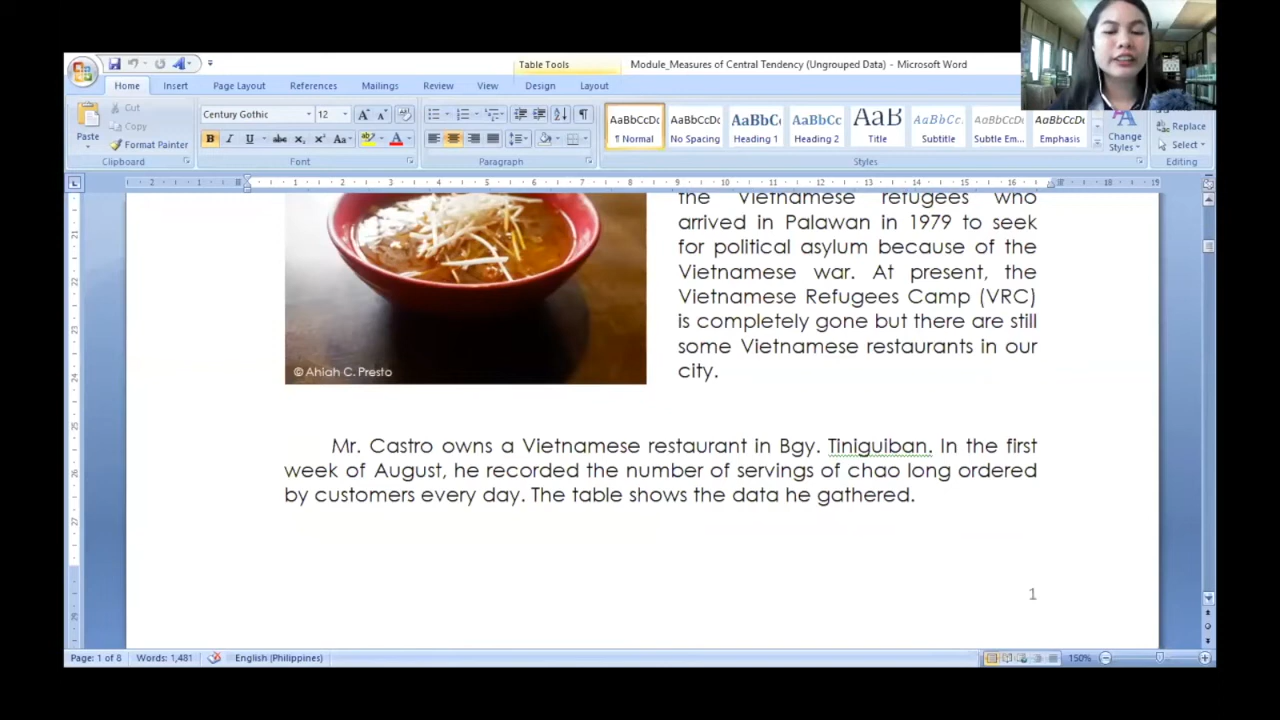 Table Tools
Module_Measures of Central Tendency (Ungrouped Data) - Microsoft Word
Home Insert Page Layout References Mailings Review View Design Layout
Cut
Copy
Format Painter
Paste
Clipboard
Century Gothic 12
Font
Paragraph
AaBbCcDc AaBbCcDc AaBbC AaBbCc AaB AaBbCc. AaBbCcDc AaBbCcDc
¶ Normal No Spacing Heading 1 Heading 2 Title Subtitle Subtle Em... Emphasis
Styles
Change
Styles
Replace
Select
Editing
the Vietnamese refugees who
arrived in Palawan in 1979 to seek
for political asylum because of the
Vietnamese war. At present, the
Vietnamese Refugees Camp (VRC)
is completely gone but there are still
some Vietnamese restaurants in our
city.
© Ahiah C. Presto
Mr. Castro owns a Vietnamese restaurant in Bgy. Tiniguiban. In the first
week of August, he recorded the number of servings of chao long ordered
by customers every day. The table shows the data he gathered.
1
Page: 1 of 8 Words: 1,481 English (Philippines) 150%